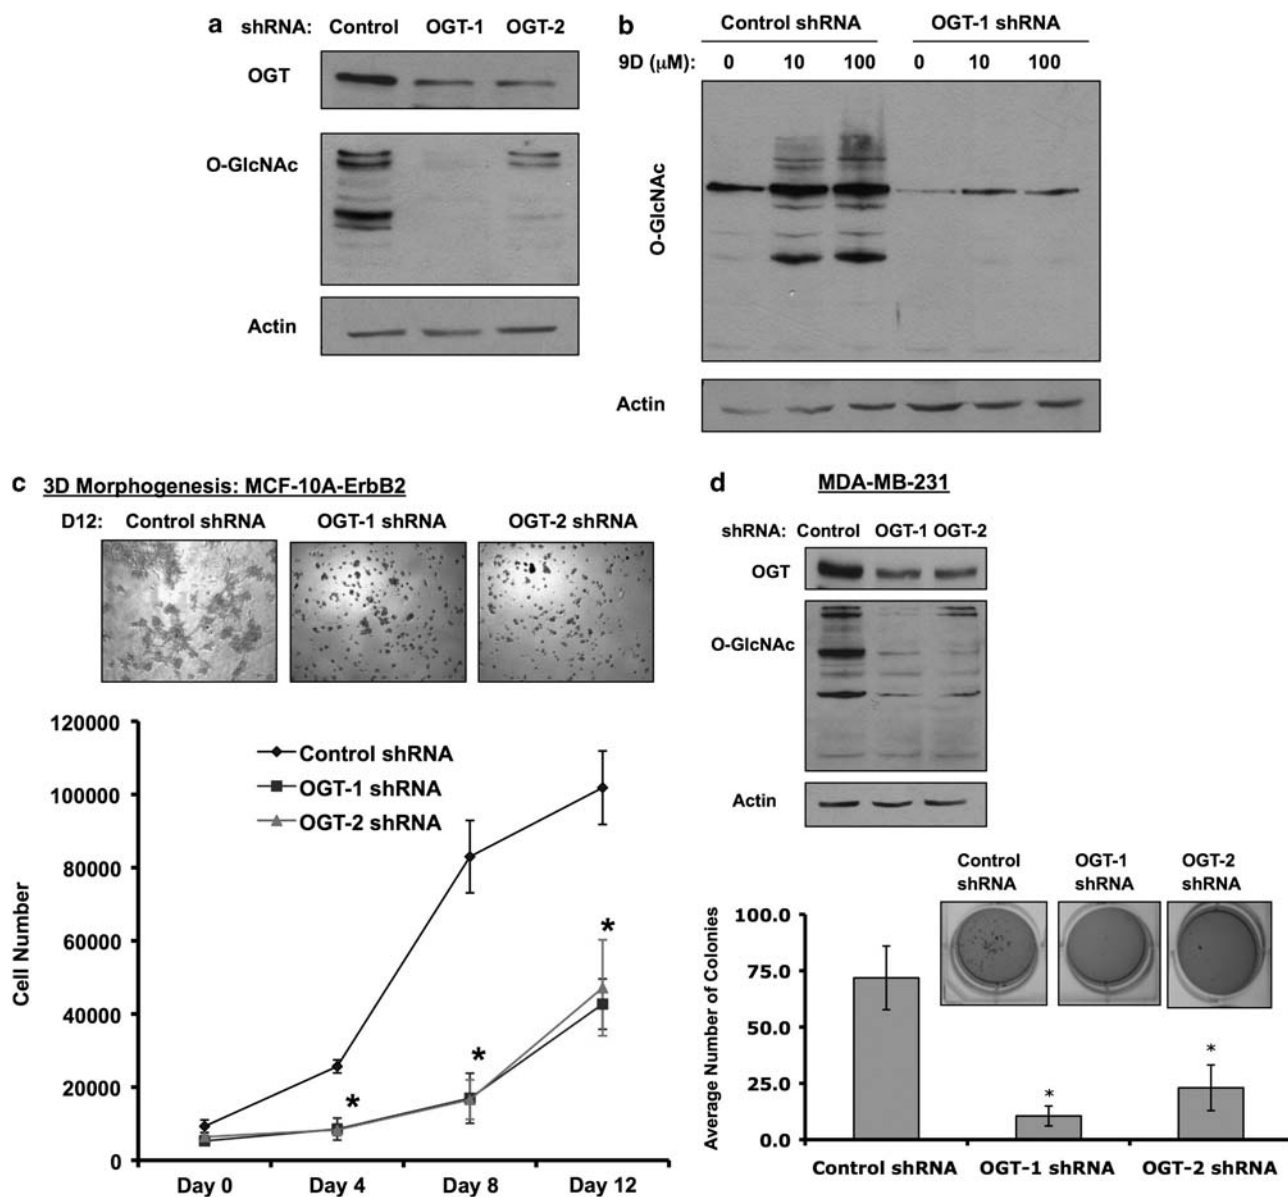 a shRNA: Control OGT-1 OGT-2
OGT
O-GlcNAc
Actin
b Control shRNA OGT-1 shRNA
9D (μM): 0 10 100 0 10 100
O-GlcNAc
Actin
c 3D Morphogenesis: MCF-10A-ErbB2
D12: Control shRNA OGT-1 shRNA OGT-2 shRNA
120000
100000
80000
60000
40000
20000
0
Cell Number
Control shRNA
OGT-1 shRNA
OGT-2 shRNA
*
*
*
Day 0 Day 4 Day 8 Day 12
d MDA-MB-231
shRNA: Control OGT-1 OGT-2
OGT
O-GlcNAc
Actin
Control shRNA
OGT-1 shRNA
OGT-2 shRNA
100.0
75.0
50.0
25.0
0.0
Average Number of Colonies
*
*
Control shRNA OGT-1 shRNA OGT-2 shRNA